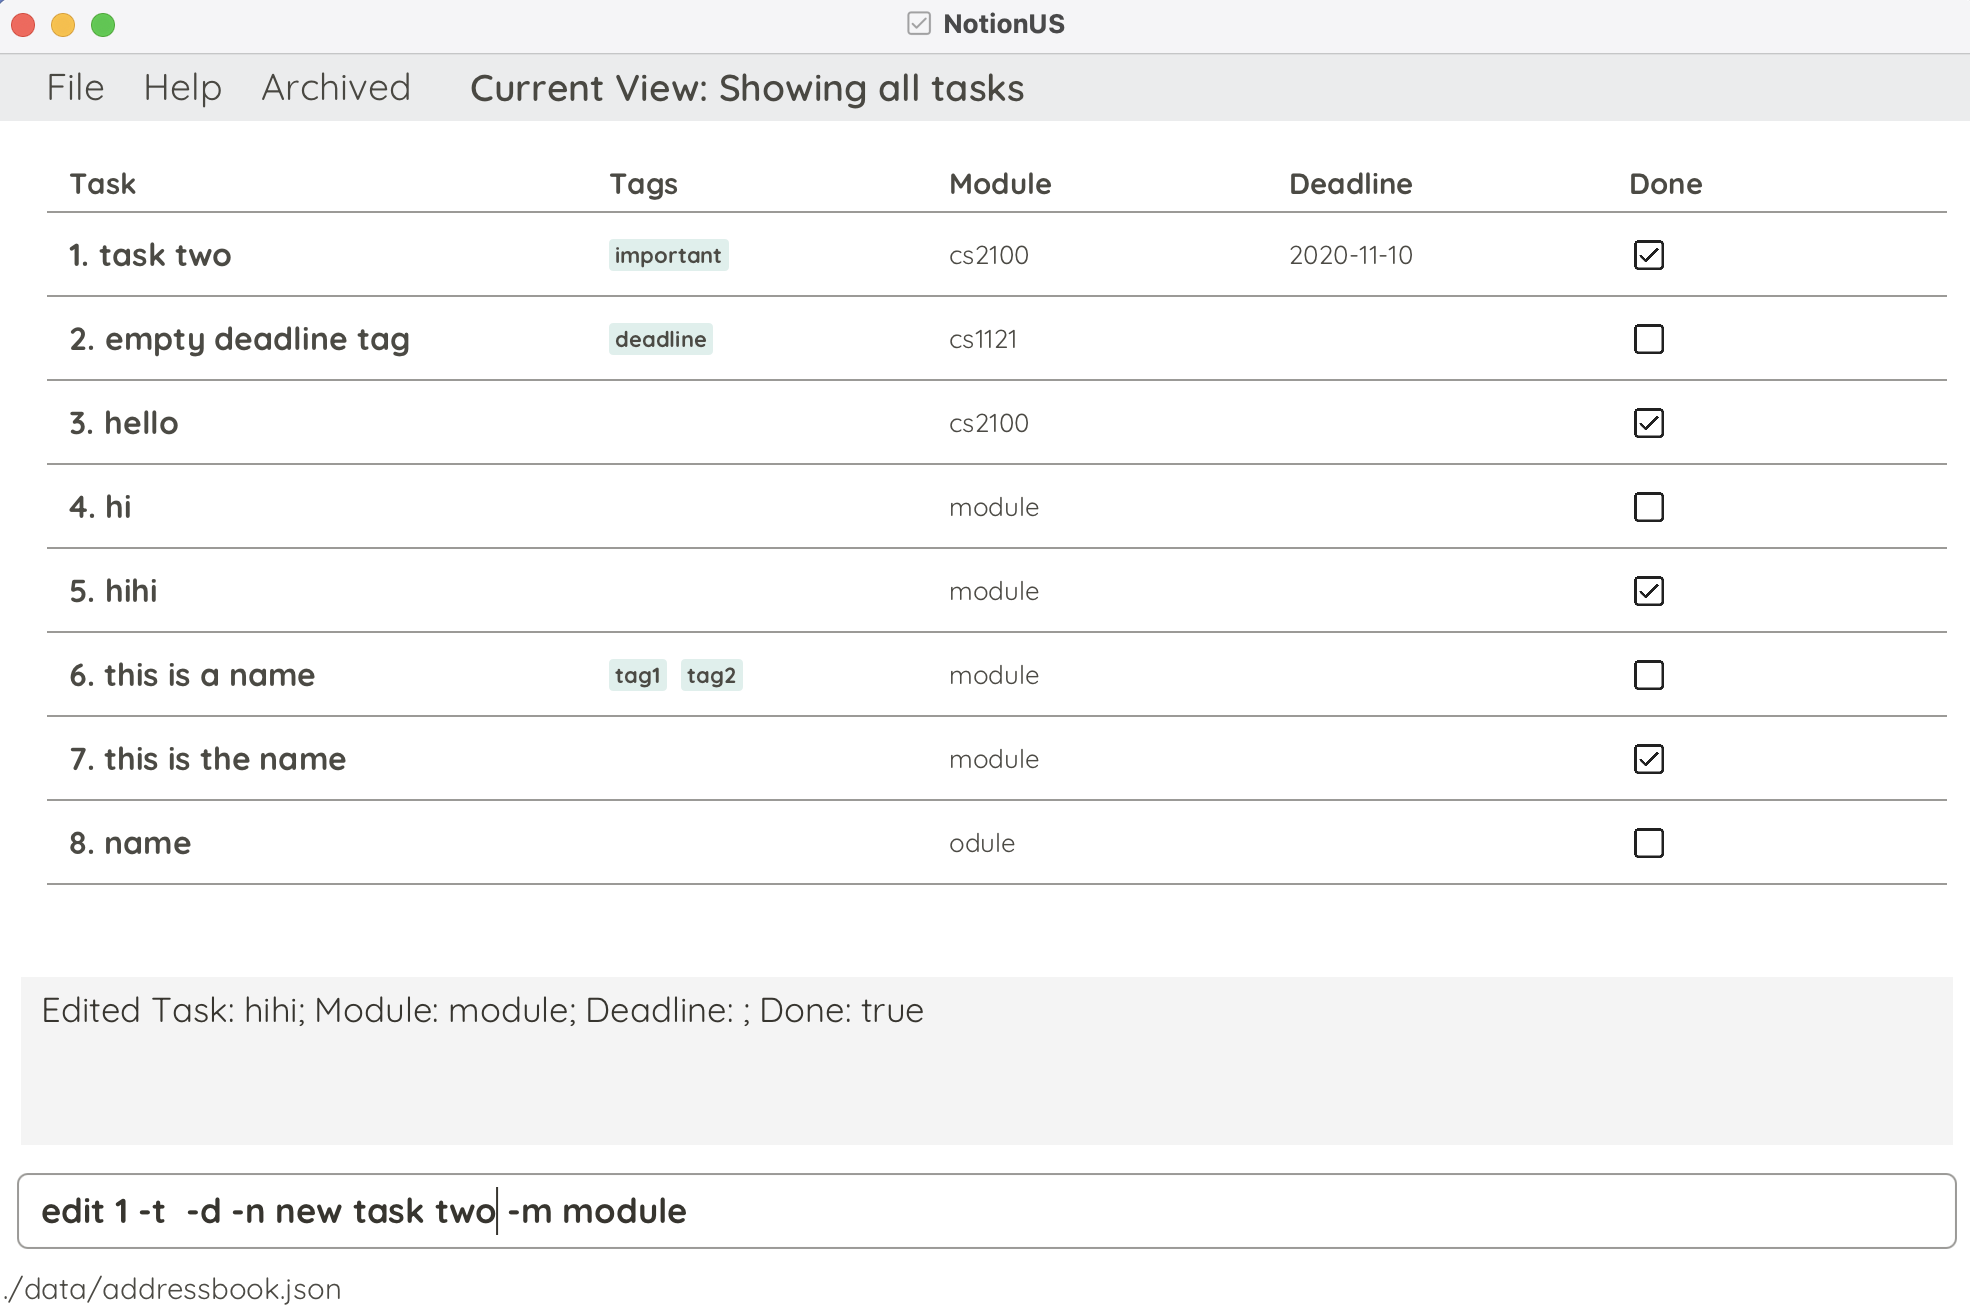 NotionUS
File Help Archived Current View: Showing all tasks
Task Tags Module Deadline Done
1. task two important cs2100 2020-11-10
2. empty deadline tag deadline cs1121
3. hello cs2100
4. hi module
5. hihi module
6. this is a name tag1 tag2 module
7. this is the name module
8. name odule
Edited Task: hihi; Module: module; Deadline: ; Done: true
edit 1 -t  -d -n new task two -m module
./data/addressbook.json